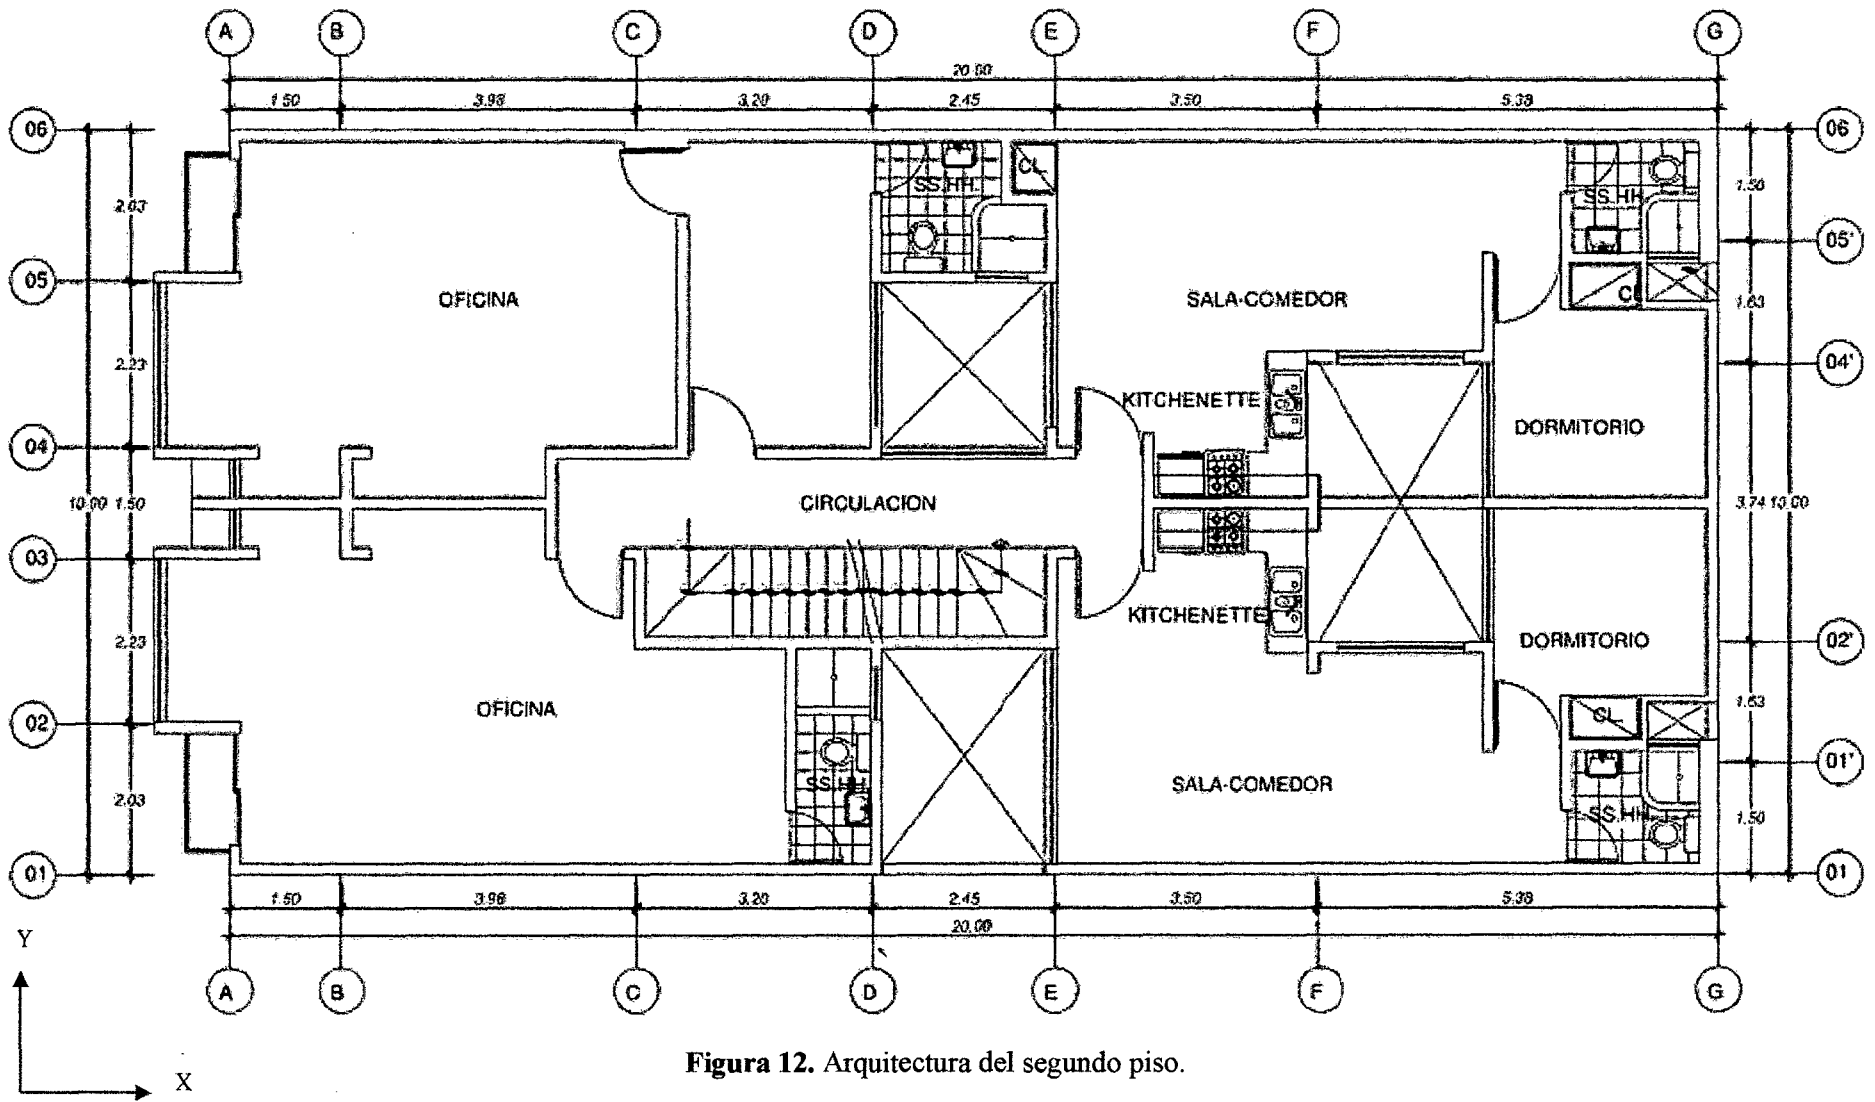 A B C D E F G
20.00
1.50 3.98 3.20 2.45 3.50 5.38
06 06
CL
SS.HH.
1.50
SS.HH
2.03
05'
05
OFICINA SALA-COMEDOR
CL
1.63
04'
2.23
KITCHENETTE
DORMITORIO
04
10.00 1.50
CIRCULACION
3.74 10.00
03
KITCHENETTE
2.23
DORMITORIO
02'
OFICINA
CL
1.63
02
01'
SS.HH
SALA-COMEDOR
2.03
SS.HH
1.50
01 01
1.50 3.98 3.20 2.45 3.50 5.38
20.00
Y
A B C D E F G
X
Figura 12. Arquitectura del segundo piso.